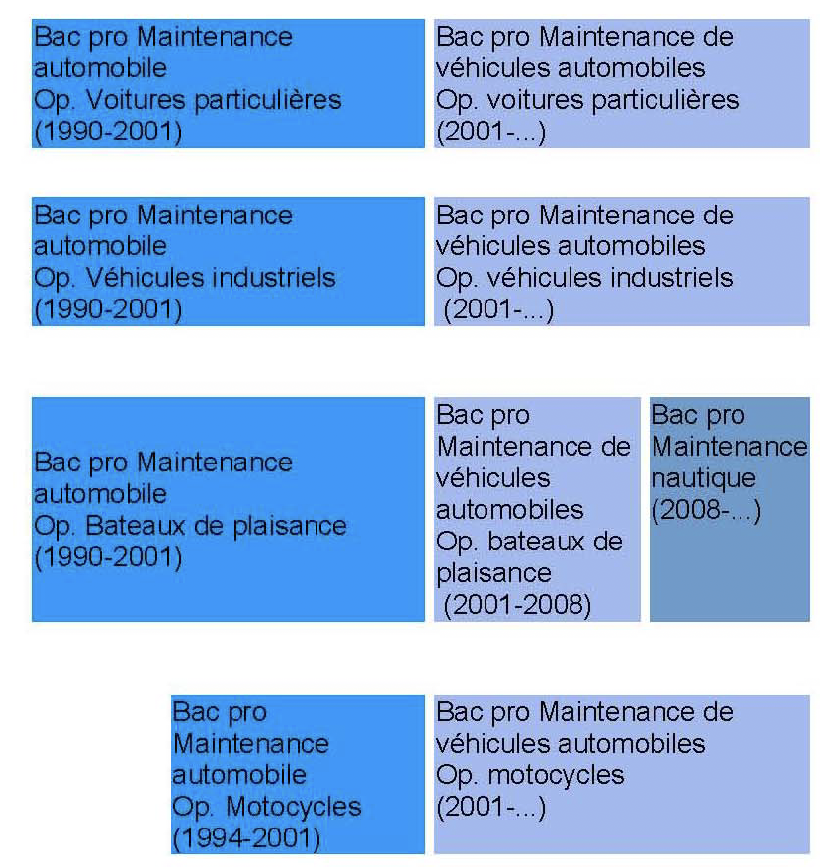 Bac pro Maintenance
automobile
Op. Voitures particulières
(1990-2001)
Bac pro Maintenance de
véhicules automobiles
Op. voitures particulières
(2001-...)
Bac pro Maintenance
automobile
Op. Véhicules industriels
(1990-2001)
Bac pro Maintenance de
véhicules automobiles
Op. véhicules industriels
(2001-...)
Bac pro Maintenance
automobile
Op. Bateaux de plaisance
(1990-2001)
Bac pro
Maintenance de
véhicules
automobiles
Op. bateaux de
plaisance
(2001-2008)
Bac pro
Maintenance
nautique
(2008-...)
Bac pro
Maintenance
automobile
Op. Motocycles
(1994-2001)
Bac pro Maintenance de
véhicules automobiles
Op. motocycles
(2001-...)